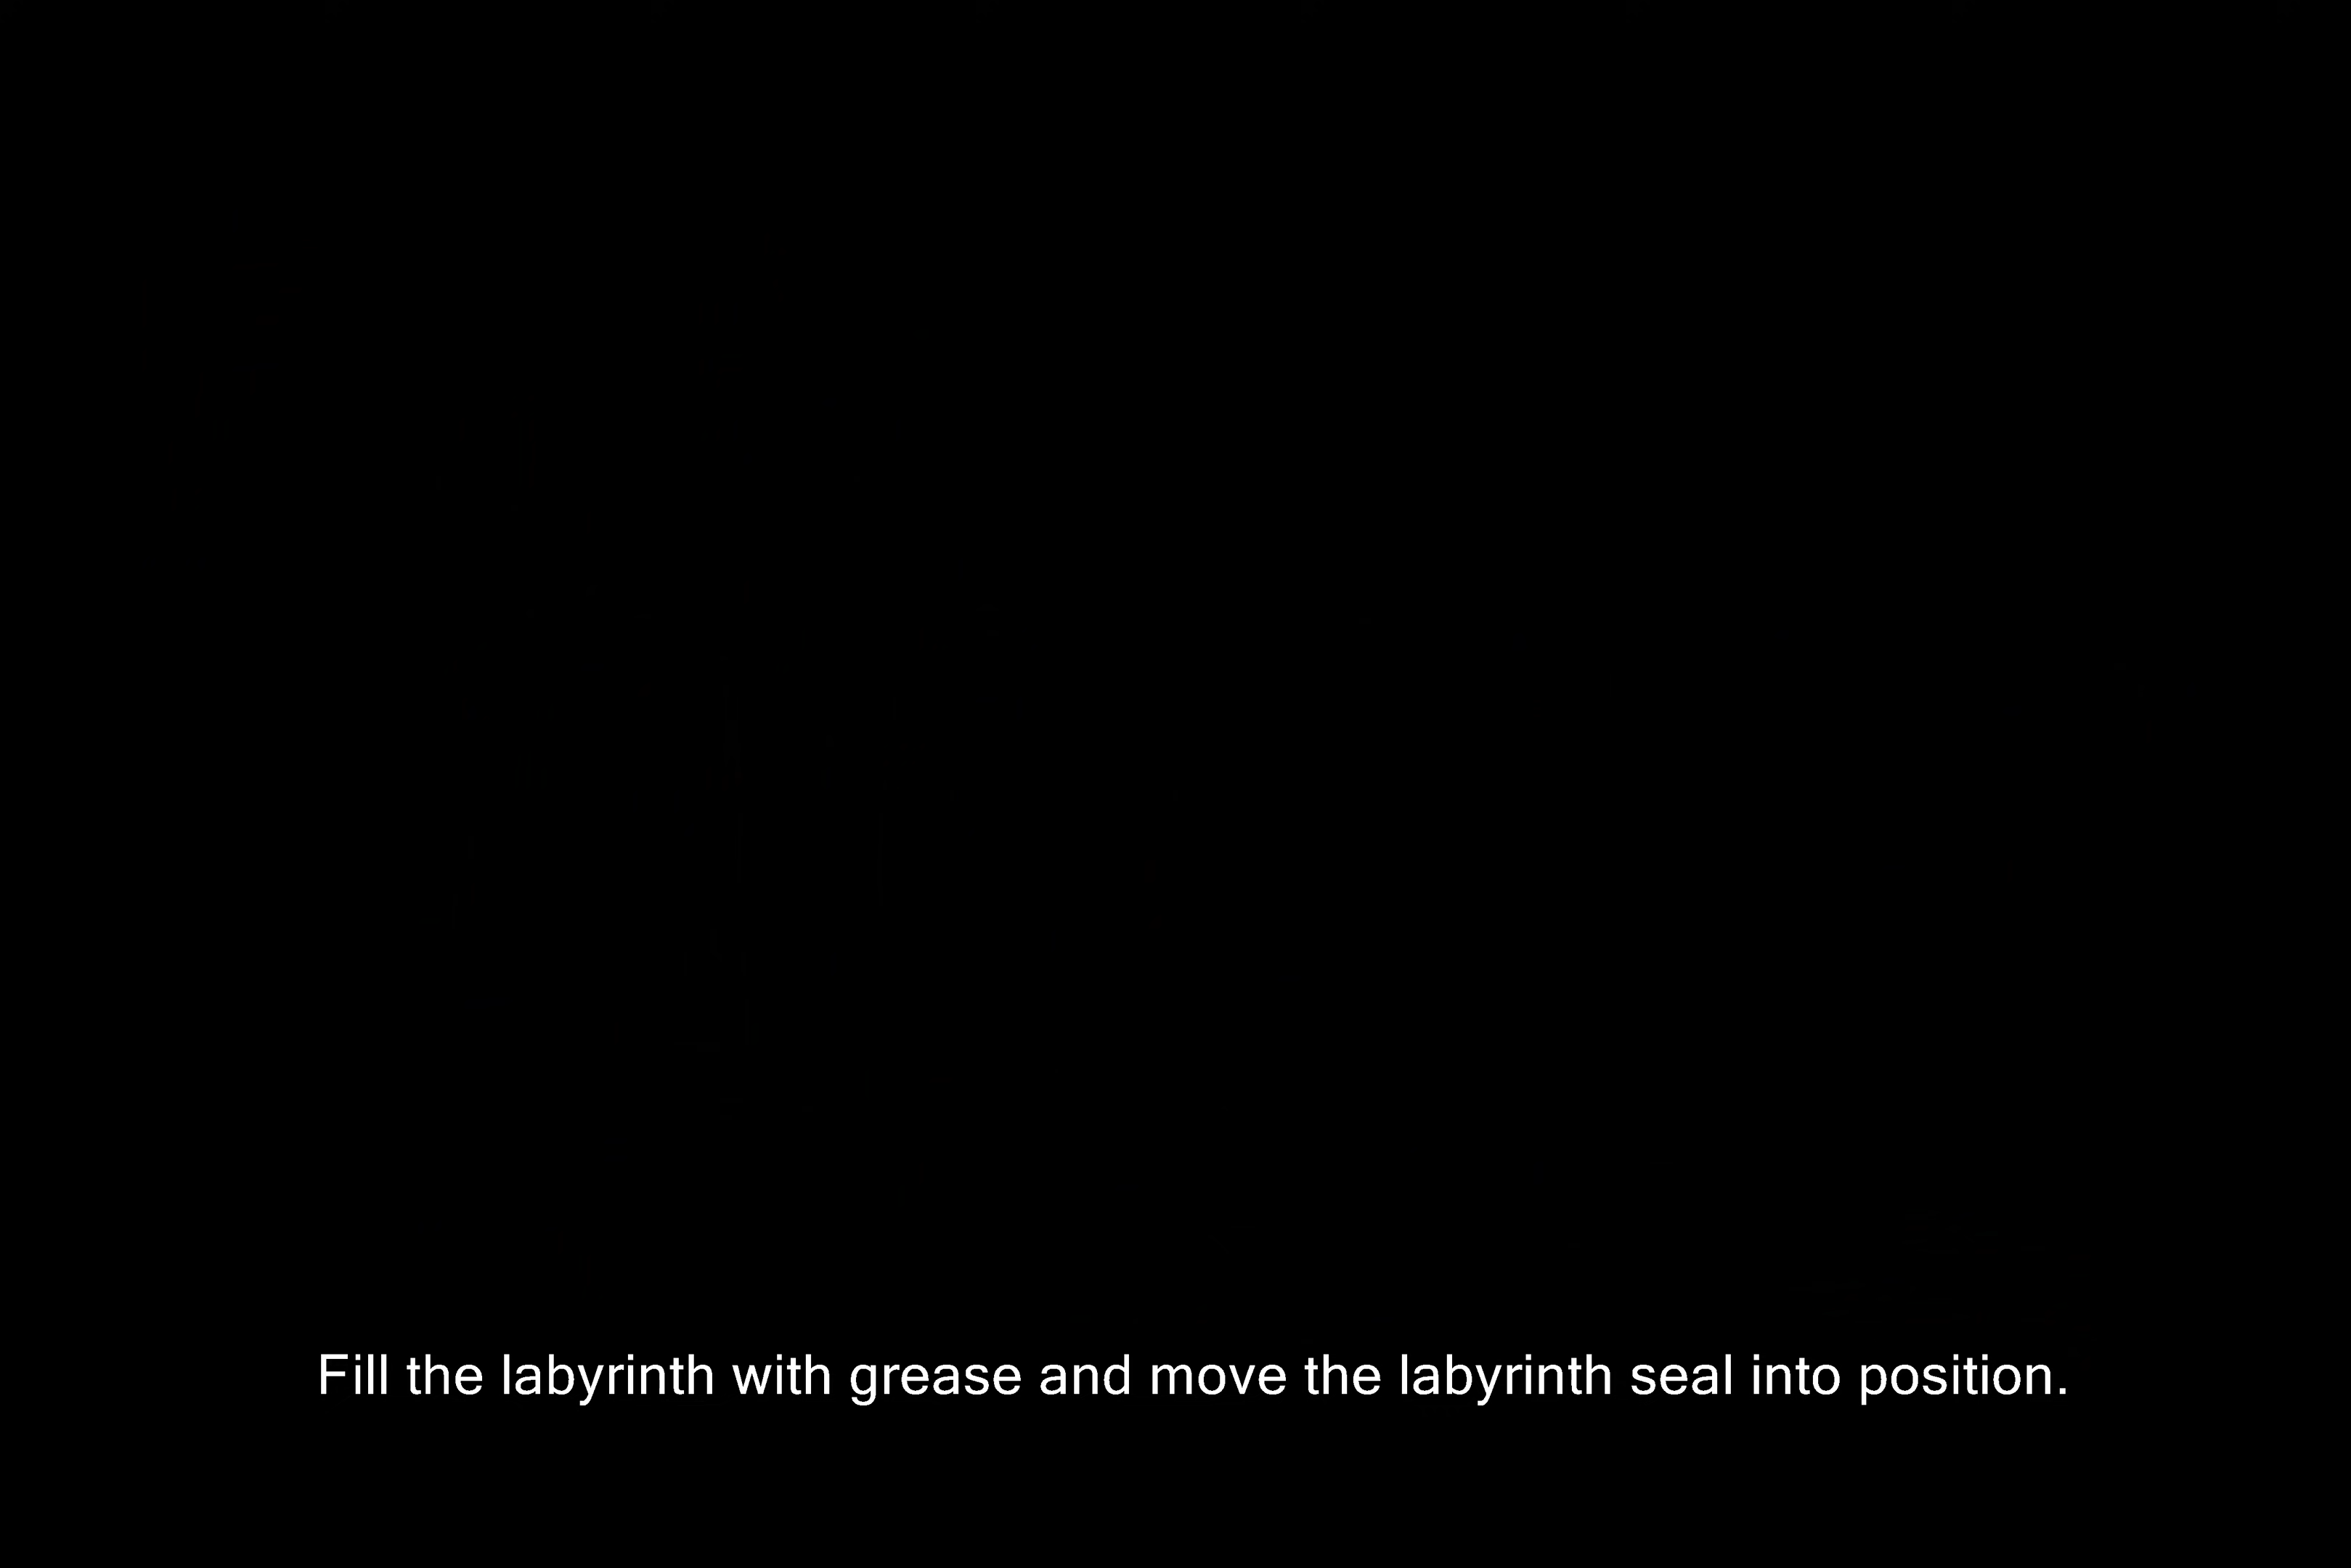 Fill the labyrinth with grease and move the labyrinth seal into position.